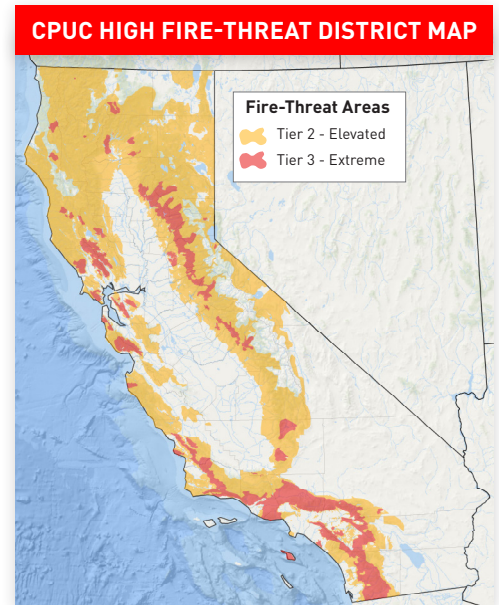 CPUC HIGH FIRE-THREAT DISTRICT MAP
Fire-Threat Areas
Tier 2 - Elevated
Tier 3 - Extreme